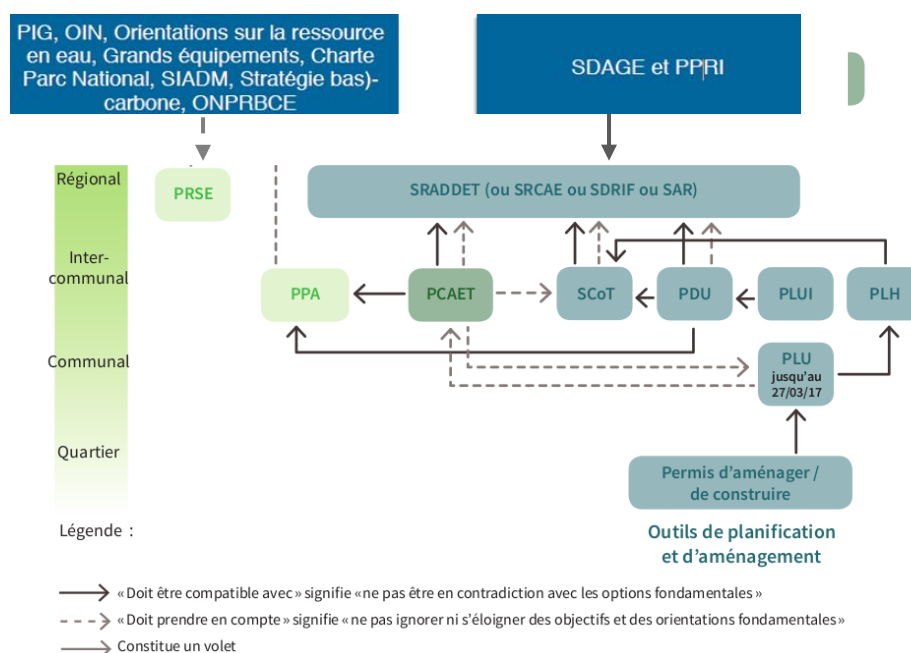 PIG, OIN, Orientations sur la ressource
en eau, Grands équipements, Charte
Parc National, SIADM, Stratégie bas)-
carbone, ONPRBCE
SDAGE et PPRI
Régional
PRSE
SRADDET (ou SRCAE ou SDRIF ou SAR)
Inter-
communal
PPA
PCAET
SCoT
PDU
PLUI
PLH
Communal
PLU
jusqu'au
27/03/17
Quartier
Permis d'aménager /
de construire
Légende :
Outils de planification
et d'aménagement
« Doit être compatible avec » signifie « ne pas être en contradiction avec les options fondamentales »
« Doit prendre en compte » signifie « ne pas ignorer ni s'éloigner des objectifs et des orientations fondamentales »
Constitue un volet